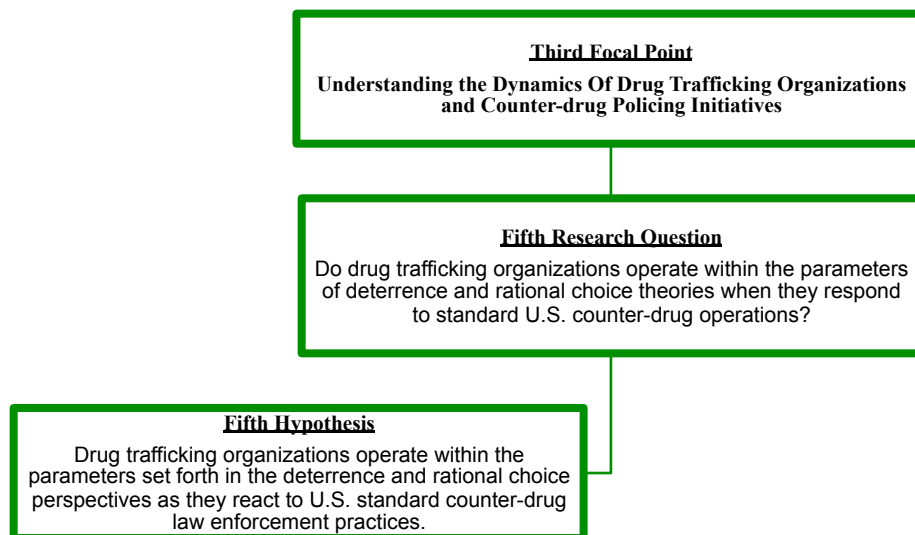 Third Focal Point
Understanding the Dynamics Of Drug Trafficking Organizations
and Counter-drug Policing Initiatives
Fifth Research Question
Do drug trafficking organizations operate within the parameters
of deterrence and rational choice theories when they respond
to standard U.S. counter-drug operations?
Fifth Hypothesis
Drug trafficking organizations operate within the
parameters set forth in the deterrence and rational choice
perspectives as they react to U.S. standard counter-drug
law enforcement practices.